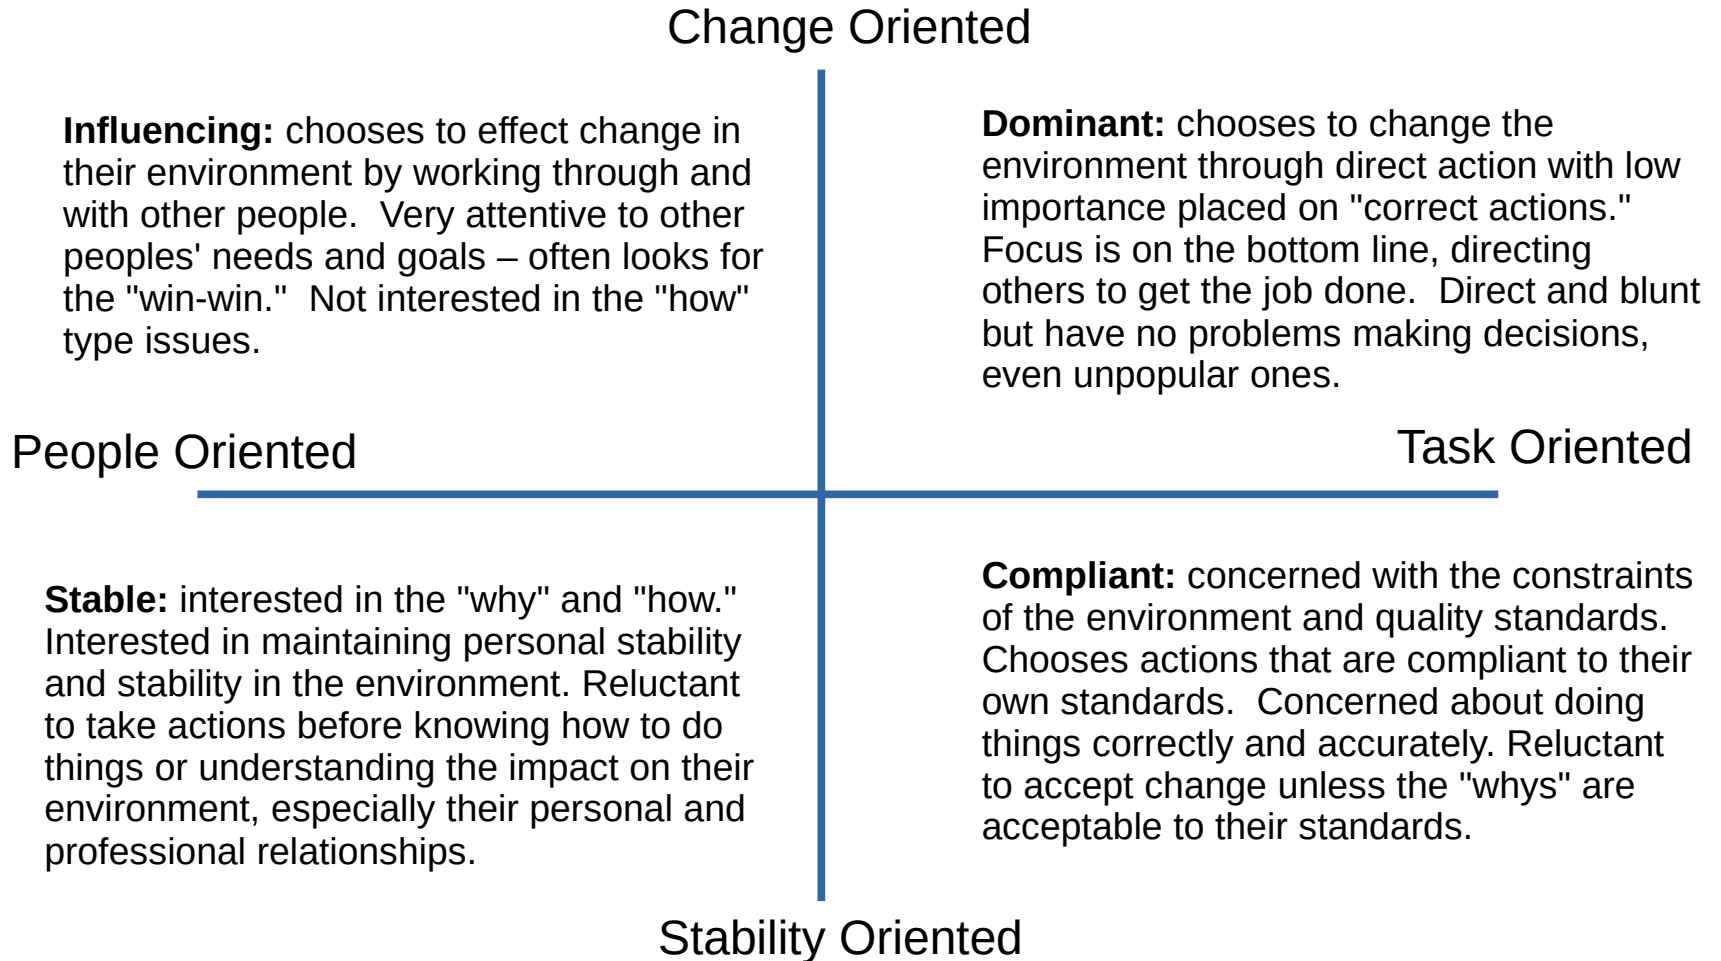 Change Oriented
Influencing: chooses to effect change in
their environment by working through and
with other people.  Very attentive to other
peoples' needs and goals – often looks for
the "win-win."  Not interested in the "how"
type issues.
Dominant: chooses to change the
environment through direct action with low
importance placed on "correct actions."
Focus is on the bottom line, directing
others to get the job done.  Direct and blunt
but have no problems making decisions,
even unpopular ones.
People Oriented
Task Oriented
Stable: interested in the "why" and "how."
Interested in maintaining personal stability
and stability in the environment. Reluctant
to take actions before knowing how to do
things or understanding the impact on their
environment, especially their personal and
professional relationships.
Compliant: concerned with the constraints
of the environment and quality standards.
Chooses actions that are compliant to their
own standards.  Concerned about doing
things correctly and accurately. Reluctant
to accept change unless the "whys" are
acceptable to their standards.
Stability Oriented